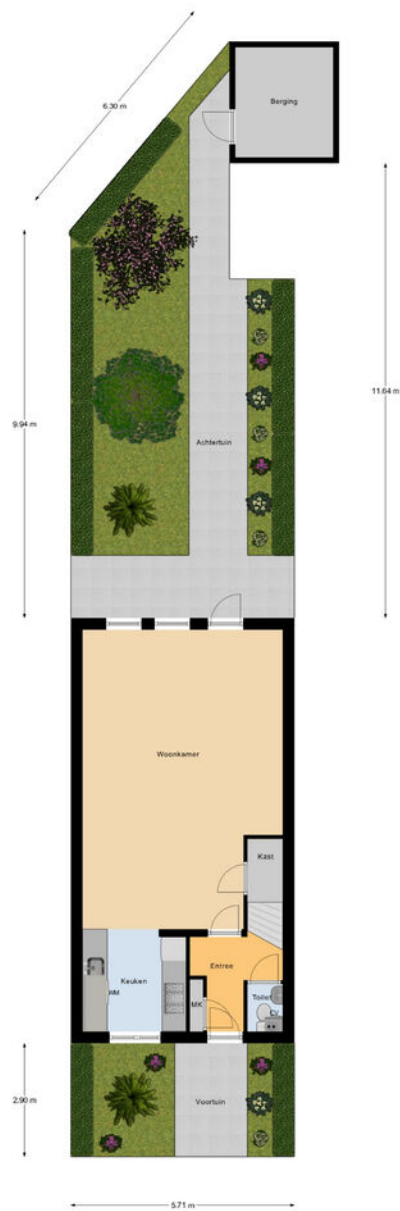 6.30 m
Berging
9.94 m
11.64 m
Achtertuin
Woonkamer
Kast
Entree
Keuken
WM
MK
Toilet
CV
2.90 m
Voortuin
5.71 m